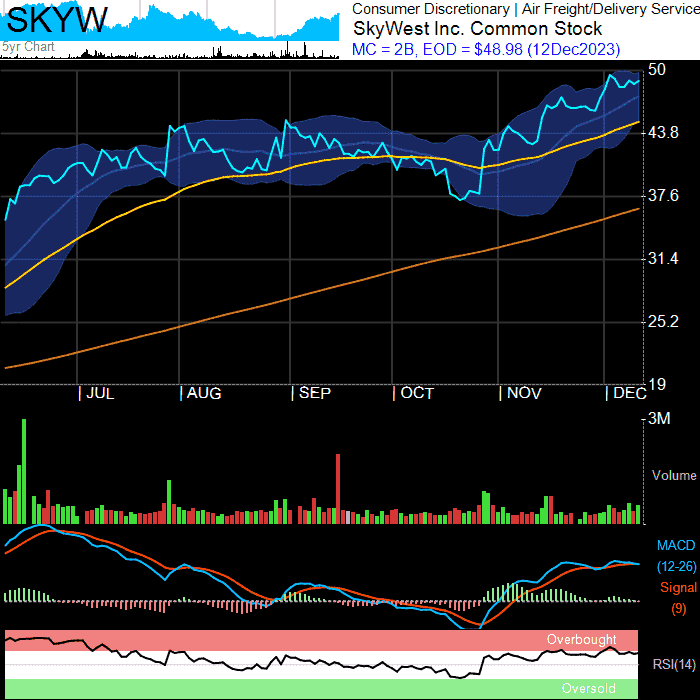 SKYW
5yr Chart
Consumer Discretionary | Air Freight/Delivery Service
SkyWest Inc. Common Stock
MC = 2B, EOD = $48.98 (12Dec2023)
50
43.8
37.6
31.4
25.2
19
| JUL | AUG | SEP | OCT | NOV | DEC
3M
Volume
MACD
(12-26)
Signal
(9)
Overbought
RSI(14)
Oversold